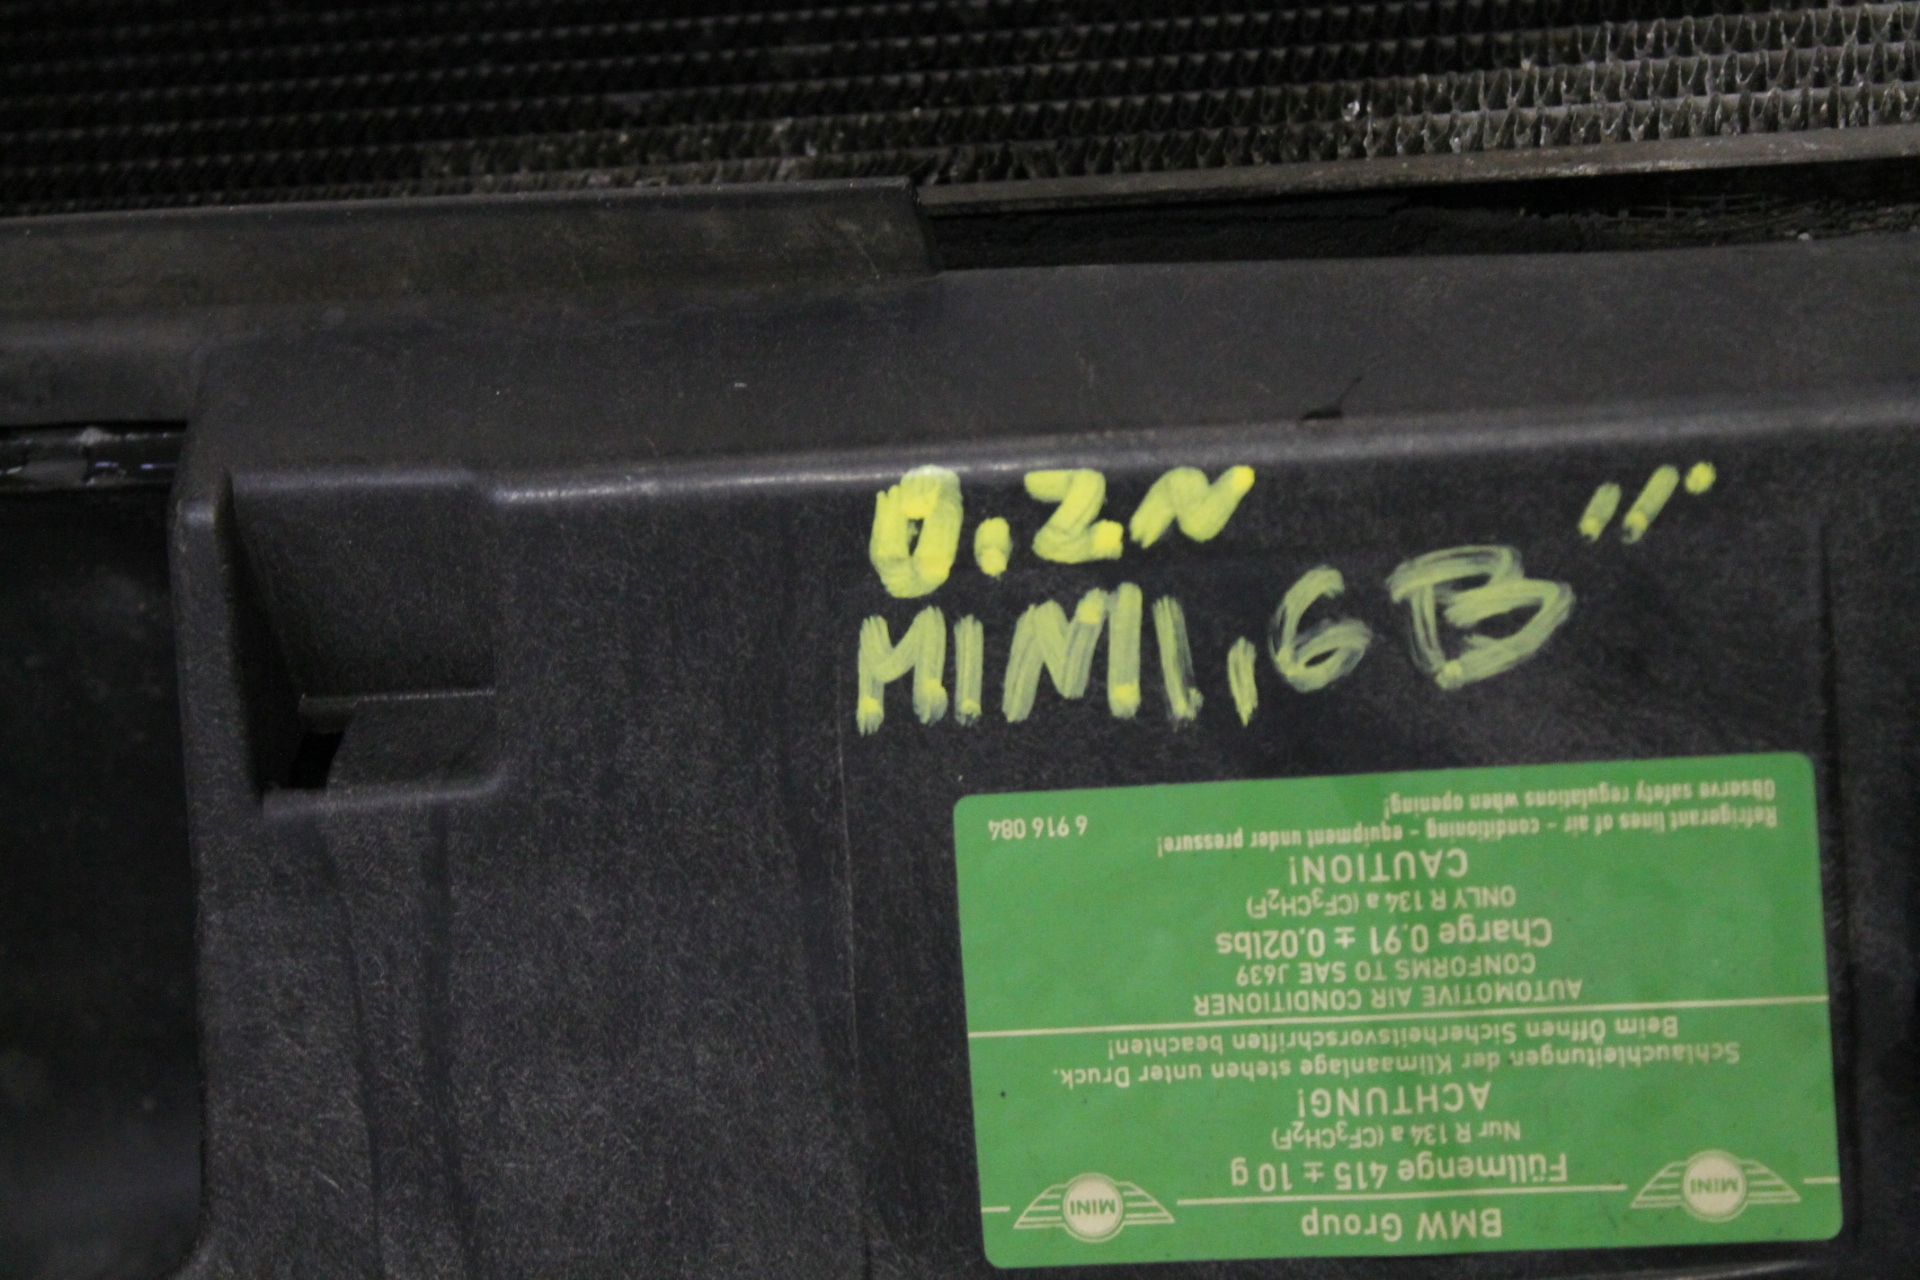 0.2N "
MINI 1,6 B
BMW Group
MINI
MINI
Füllmenge 415 ± 10 g
Nur R 134 a (CF3CH2F)
ACHTUNG!
Schlauchleitungen der Klimaanlage stehen unter Druck.
Beim Öffnen Sicherheitsvorschriften beachten!
AUTOMOTIVE AIR CONDITIONER
CONFORMS TO SAE J639
Charge 0.91 ± 0.02lbs
ONLY R 134 a (CF3CH2F)
CAUTION!
Refrigerant lines of air - conditioning - equipment under pressure!
Observe safety regulations when opening!
6 916 084